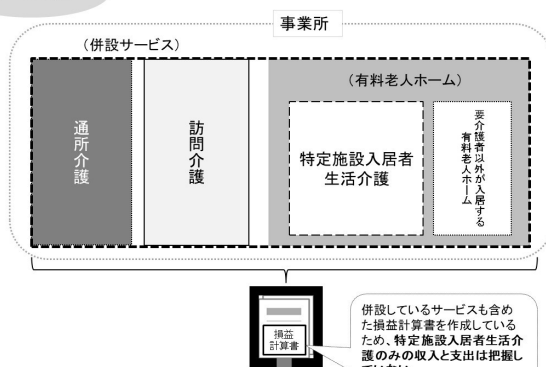 事業所
（併設サービス）
通所介護
訪問介護
（有料老人ホーム）
特定施設入居者
生活介護
要介護者以外が入居する
有料老人ホーム
損益
計算書
併設しているサービスも含め
た損益計算書を作成している
ため、特定施設入居者生活介
護のみの収入と支出は把握し